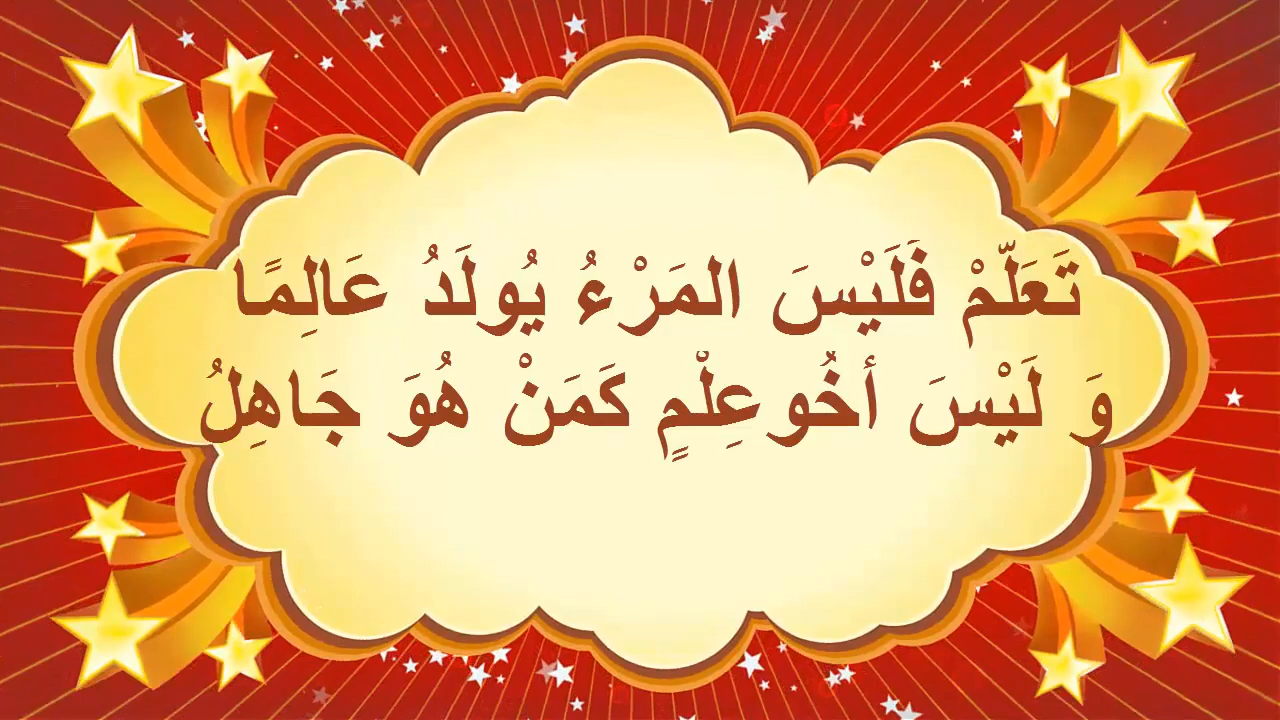 تَعَلَّمْ فَلَيْسَ المَرْءُ يُولَدُ عَالِمًا
وَ لَيْسَ أخُوعِلْمٍ كَمَنْ هُوَ جَاهِلُ